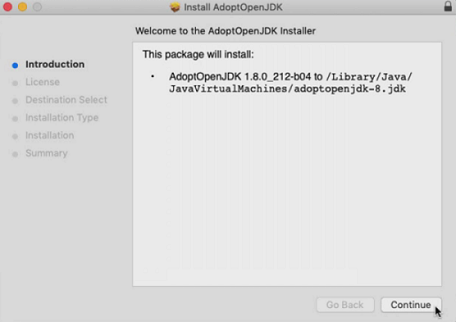 Install AdoptOpenJDK
Welcome to the AdoptOpenJDK Installer
Introduction
License
Destination Select
Installation Type
Installation
Summary
This package will install:
• AdoptOpenJDK 1.8.0_212-b04 to /Library/Java/
JavaVirtualMachines/adoptopenjdk-8.jdk
Go Back
Continue